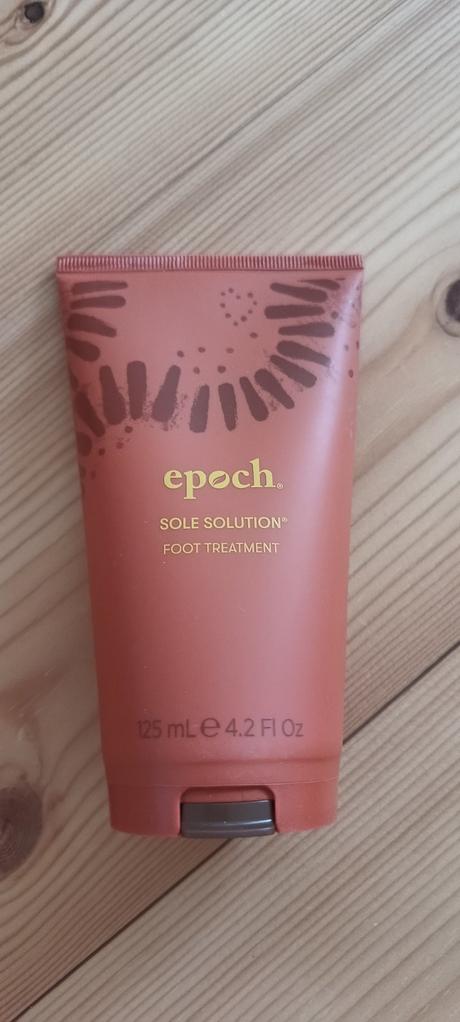 epoch®
SOLE SOLUTION®
FOOT TREATMENT
125 mL ℮ 4.2 Fl Oz